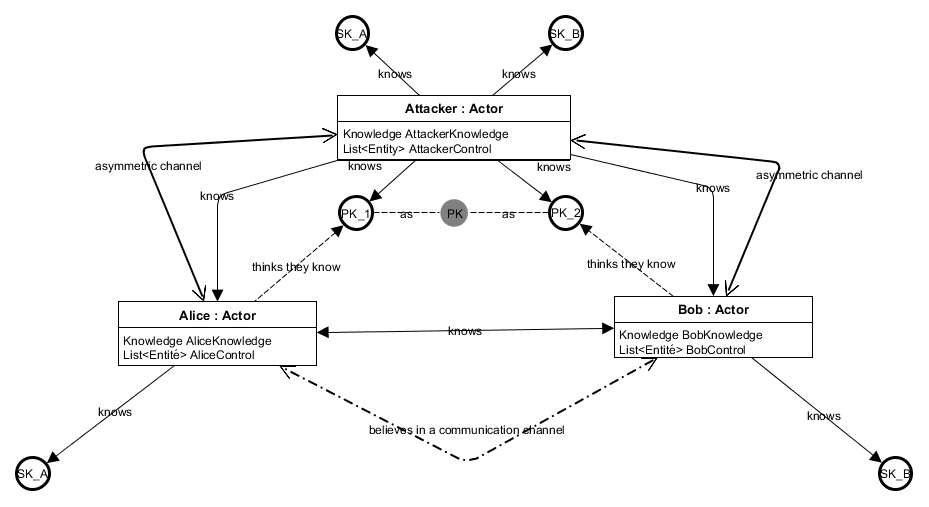 SK_A
SK_B
knows
knows
Attacker : Actor
Knowledge AttackerKnowledge
List<Entity> AttackerControl
asymmetric channel
knows
knows
asymmetric channel
knows
knows
PK_1
as
PK
as
PK_2
thinks they know
thinks they know
Alice : Actor
Knowledge AliceKnowledge
List<Entité> AliceControl
knows
Bob : Actor
Knowledge BobKnowledge
List<Entité> BobControl
knows
believes in a communication channel
knows
SK_A
SK_B